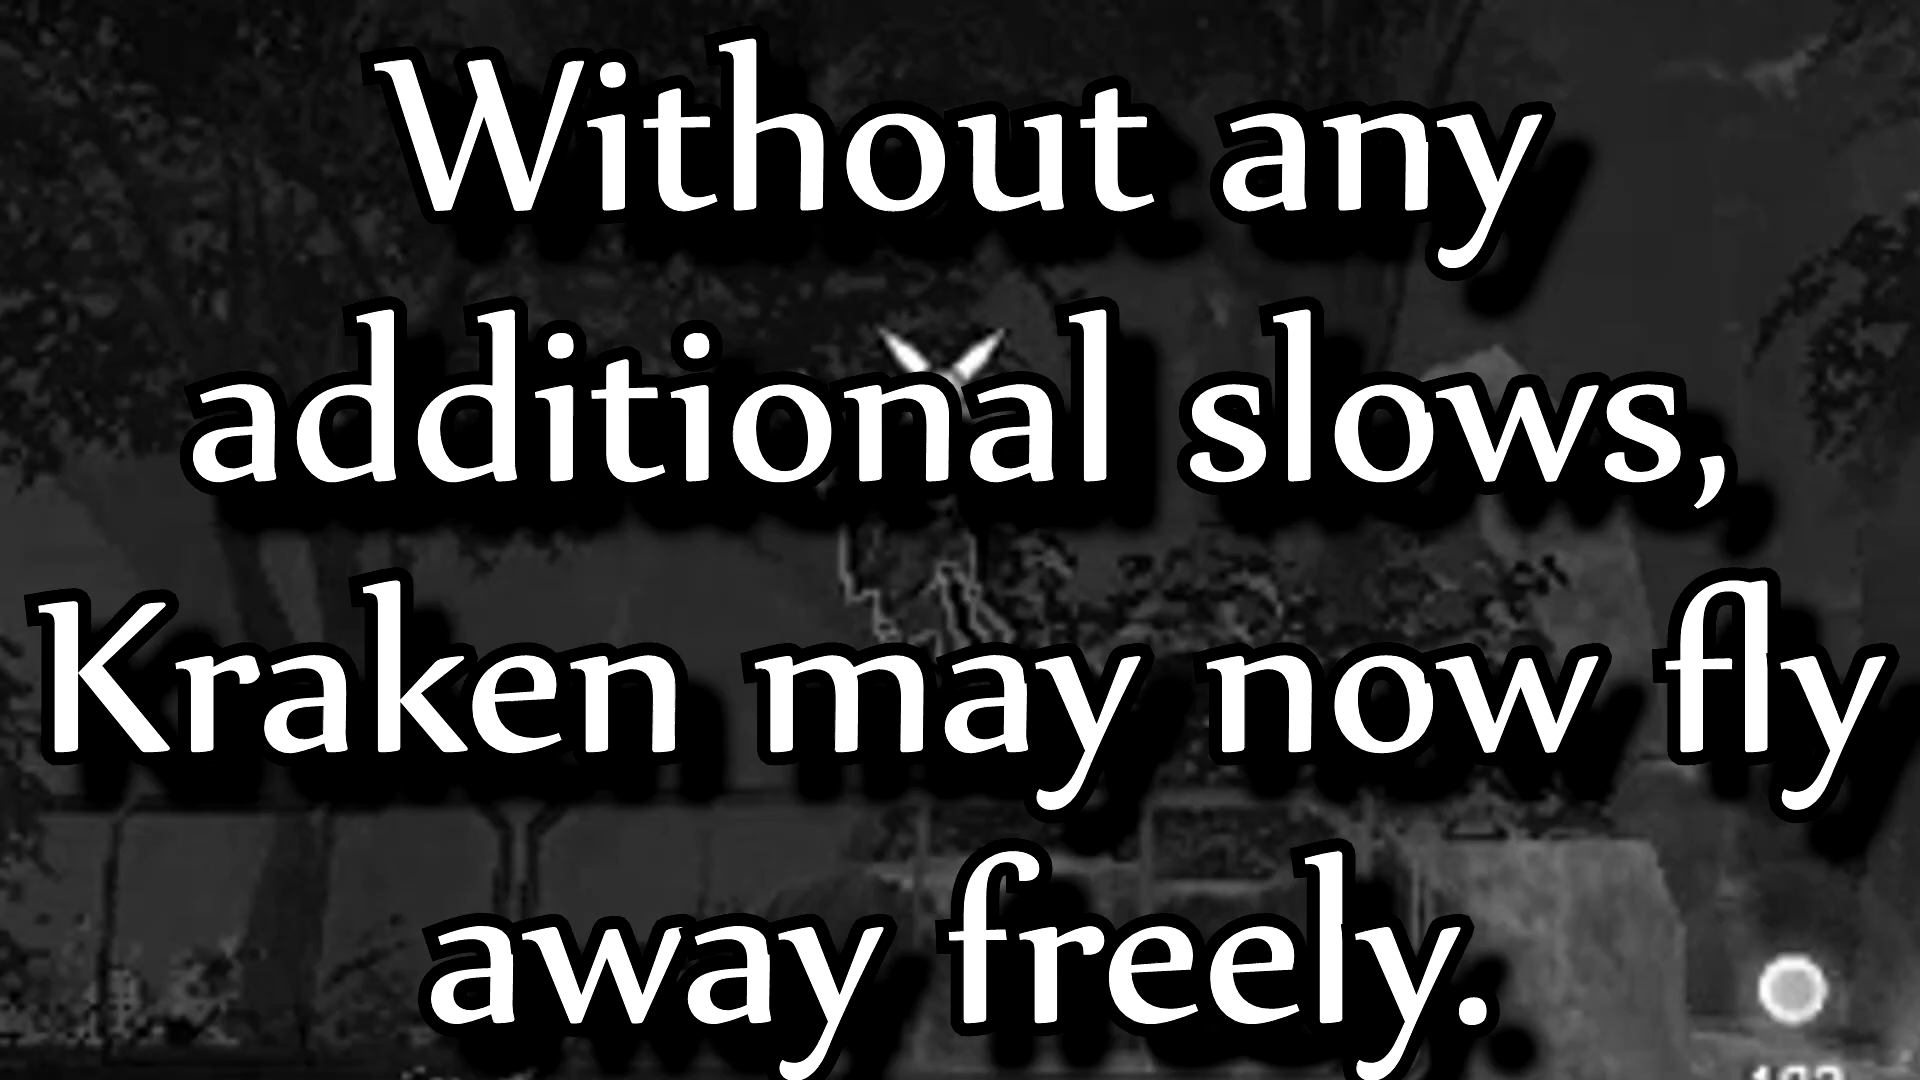 Without any
additional slows,
Kraken may now fly
away freely.